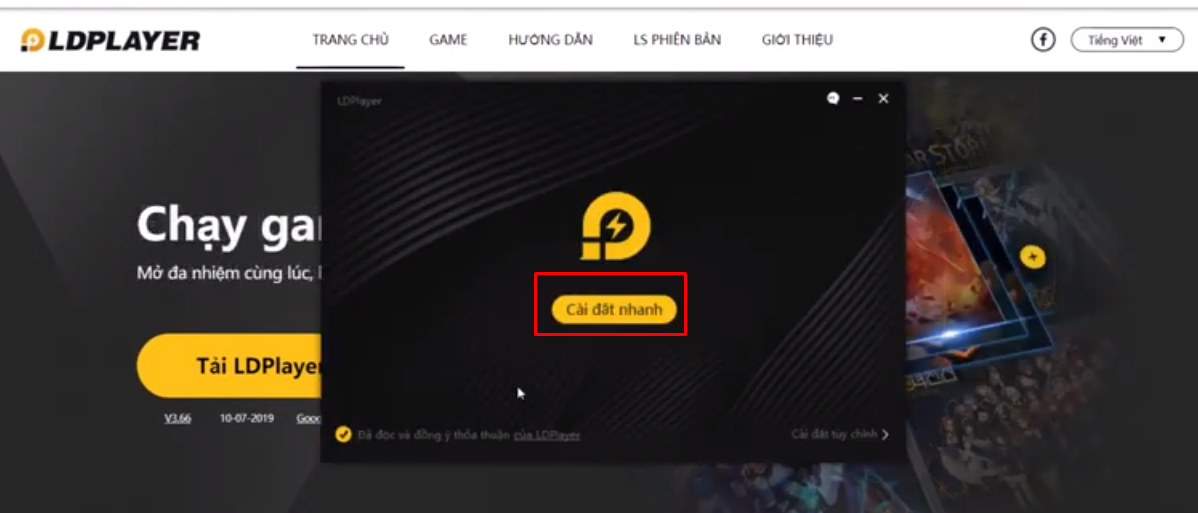 LDPLAYER
TRANG CHỦ GAME HƯỚNG DẪN LS PHIÊN BẢN GIỚI THIỆU
Tiếng Việt
LDPlayer
Chạy
Mở đa nhiệm cùng lúc,
Cài đặt nhanh
Tải LDPlayer
V3.66 10-07-2019
Đã đọc và đồng ý thỏa thuận của LDPlayer
Cài đặt tùy chỉnh